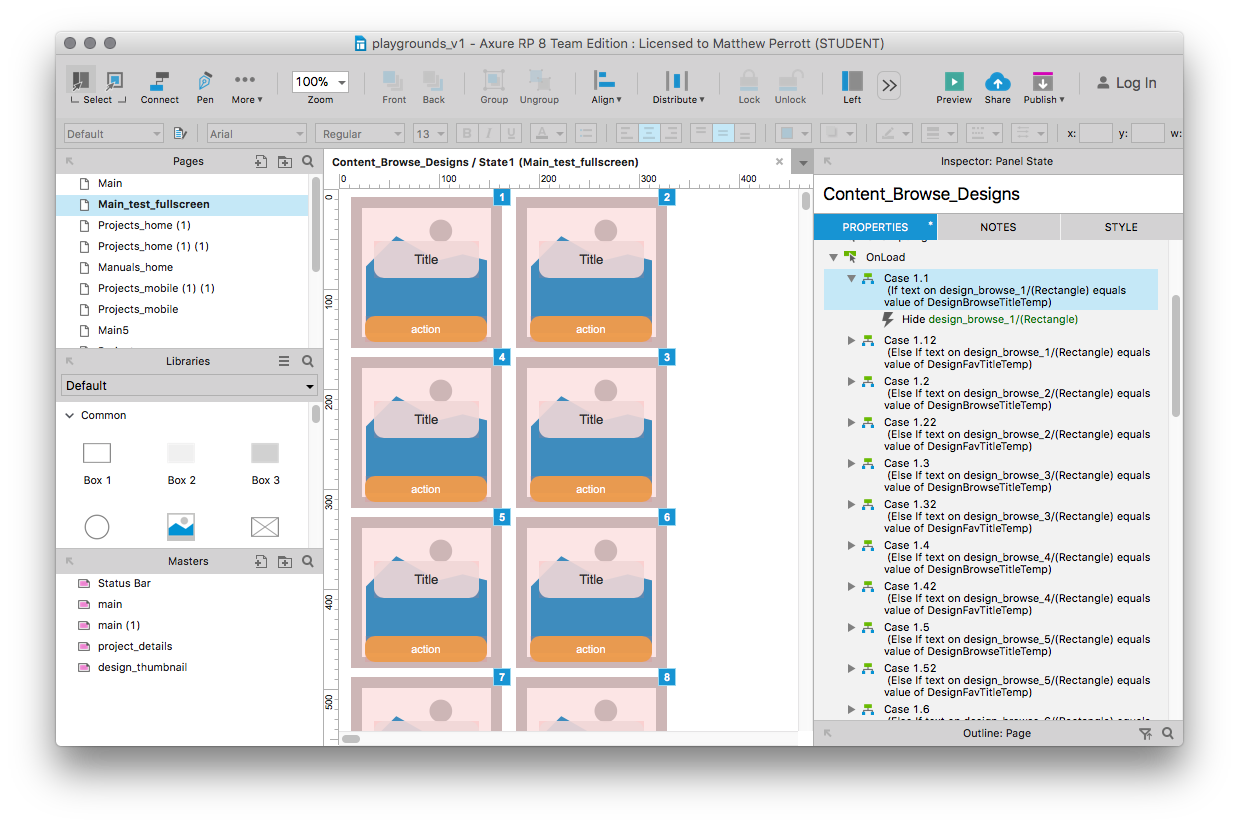 playgrounds_v1 - Axure RP 8 Team Edition : Licensed to Matthew Perrott (STUDENT)
100%
Select Connect Pen More ▾ Zoom Front Back Group Ungroup Align ▾ Distribute ▾ Lock Unlock Left Preview Share Publish ▾ Log In
Default Arial Regular 13 B I U A x: y: w:
Pages
Main
Main_test_fullscreen
Projects_home (1)
Projects_home (1) (1)
Manuals_home
Projects_mobile (1) (1)
Projects_mobile
Main5
Libraries
Default
Common
Box 1 Box 2 Box 3
Masters
Status Bar
main
main (1)
project_details
design_thumbnail
Content_Browse_Designs / State1 (Main_test_fullscreen)
0 100 200 300 400
0
100
200
300
400
500
1 2
Title Title
action action
4 3
Title Title
action action
5 6
Title Title
action action
7 8
Inspector: Panel State
Content_Browse_Designs
PROPERTIES * NOTES STYLE
OnLoad
Case 1.1
(If text on design_browse_1/(Rectangle) equals
value of DesignBrowseTitleTemp)
Hide design_browse_1/(Rectangle)
Case 1.12
(Else If text on design_browse_1/(Rectangle) equals
value of DesignFavTitleTemp)
Case 1.2
(Else If text on design_browse_2/(Rectangle) equals
value of DesignBrowseTitleTemp)
Case 1.22
(Else If text on design_browse_2/(Rectangle) equals
value of DesignFavTitleTemp)
Case 1.3
(Else If text on design_browse_3/(Rectangle) equals
value of DesignBrowseTitleTemp)
Case 1.32
(Else If text on design_browse_3/(Rectangle) equals
value of DesignFavTitleTemp)
Case 1.4
(Else If text on design_browse_4/(Rectangle) equals
value of DesignBrowseTitleTemp)
Case 1.42
(Else If text on design_browse_4/(Rectangle) equals
value of DesignFavTitleTemp)
Case 1.5
(Else If text on design_browse_5/(Rectangle) equals
value of DesignBrowseTitleTemp)
Case 1.52
(Else If text on design_browse_5/(Rectangle) equals
value of DesignFavTitleTemp)
Case 1.6
(Else If text on design_browse_6/(Rectangle) equals
Outline: Page